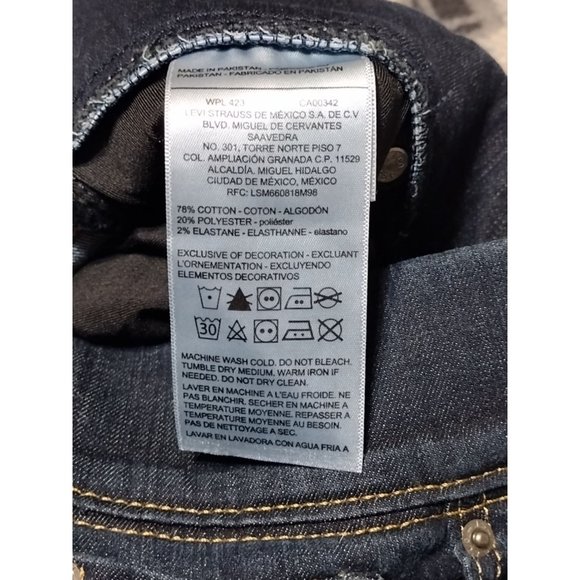 MADE IN PAKISTAN -
PAKISTAN - FABRICADO EN PAKISTÁN
WPL 423 CA00342
LEVI STRAUSS DE MÉXICO S.A. DE C.V
BLVD. MIGUEL DE CERVANTES
SAAVEDRA
NO. 301, TORRE NORTE PISO 7
COL. AMPLIACIÓN GRANADA C.P. 11529
ALCALDÍA. MIGUEL HIDALGO
CIUDAD DE MÉXICO, MÉXICO
RFC: LSM660818M98
78% COTTON - COTON - ALGODÓN
20% POLYESTER - poliéster
2% ELASTANE - ELASTHANNE - elastano
EXCLUSIVE OF DECORATION - EXCLUANT
L'ORNEMENTATION - EXCLUYENDO
ELEMENTOS DECORATIVOS
30
MACHINE WASH COLD. DO NOT BLEACH.
TUMBLE DRY MEDIUM. WARM IRON IF
NEEDED. DO NOT DRY CLEAN.
LAVER EN MACHINE A L'EAU FROIDE. NE
PAS BLANCHIR. SECHER EN MACHINE A
TEMPERATURE MOYENNE. REPASSER A
TEMPERATURE MOYENNE AU BESOIN.
PAS DE NETTOYAGE A SEC.
LAVAR EN LAVADORA CON AGUA FRIA A